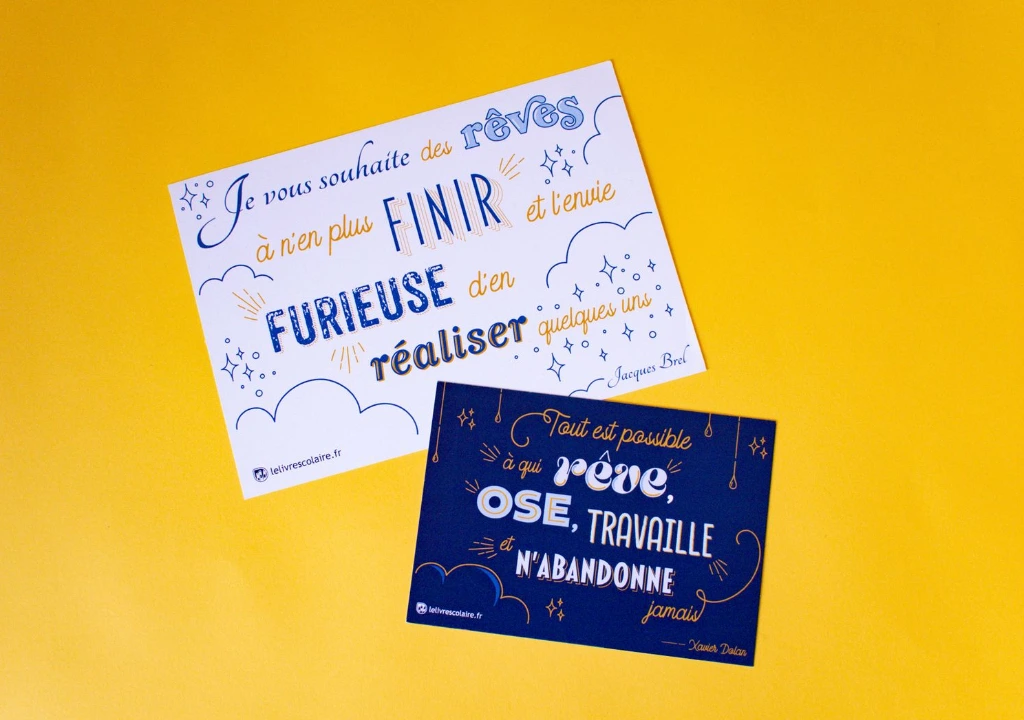 Je vous souhaite des rêves
à n'en plus FINIR et l'envie
FURIEUSE d'en
réaliser quelques uns
Jacques Brel
lelivrescolaire.fr
Tout est possible
à qui rêve,
OSE, TRAVAILLE
et N'ABANDONNE
jamais
Xavier Dolan
lelivrescolaire.fr